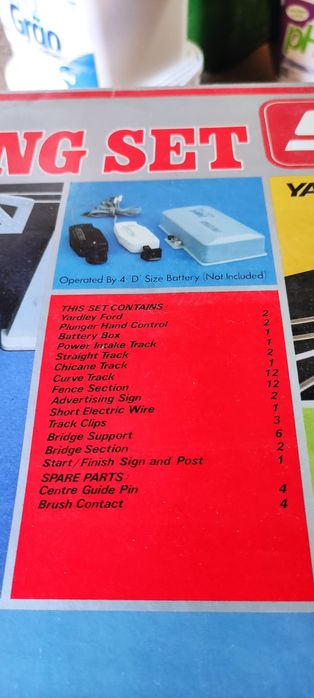 Grão
pH
NG SET
YA
Operated By 4 "D" Size Battery (Not Included)
THIS SET CONTAINS
Yardley Ford 2
Plunger Hand Control 2
Battery Box 1
Power Intake Track 1
Straight Track 2
Chicane Track 1
Curve Track 12
Fence Section 12
Advertising Sign 2
Short Electric Wire 1
Track Clips 3
Bridge Support 6
Bridge Section 2
Start/Finish Sign and Post 1
SPARE PARTS:
Centre Guide Pin 4
Brush Contact 4